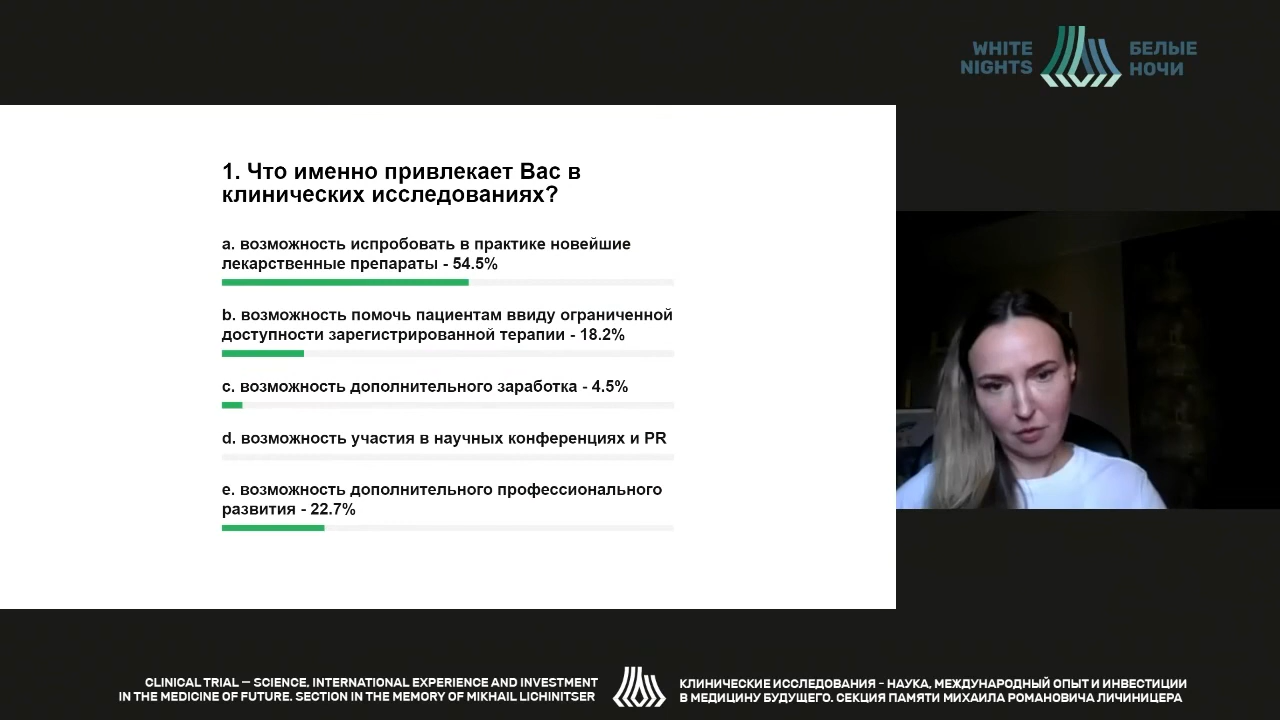 WHITE
NIGHTS
БЕЛЫЕ
НОЧИ
1. Что именно привлекает Вас в
клинических исследованиях?
a. возможность испробовать в практике новейшие
лекарственные препараты - 54.5%
b. возможность помочь пациентам ввиду ограниченной
доступности зарегистрированной терапии - 18.2%
c. возможность дополнительного заработка - 4.5%
d. возможность участия в научных конференциях и PR
e. возможность дополнительного профессионального
развития - 22.7%
CLINICAL TRIAL – SCIENCE, INTERNATIONAL EXPERIENCE AND INVESTMENT
IN THE MEDICINE OF FUTURE. SECTION IN THE MEMORY OF MIKHAIL LICHINITSER
КЛИНИЧЕСКИЕ ИССЛЕДОВАНИЯ - НАУКА, МЕЖДУНАРОДНЫЙ ОПЫТ И ИНВЕСТИЦИИ
В МЕДИЦИНУ БУДУЩЕГО. СЕКЦИЯ ПАМЯТИ МИХАИЛА РОМАНОВИЧА ЛИЧИНИЦЕРА